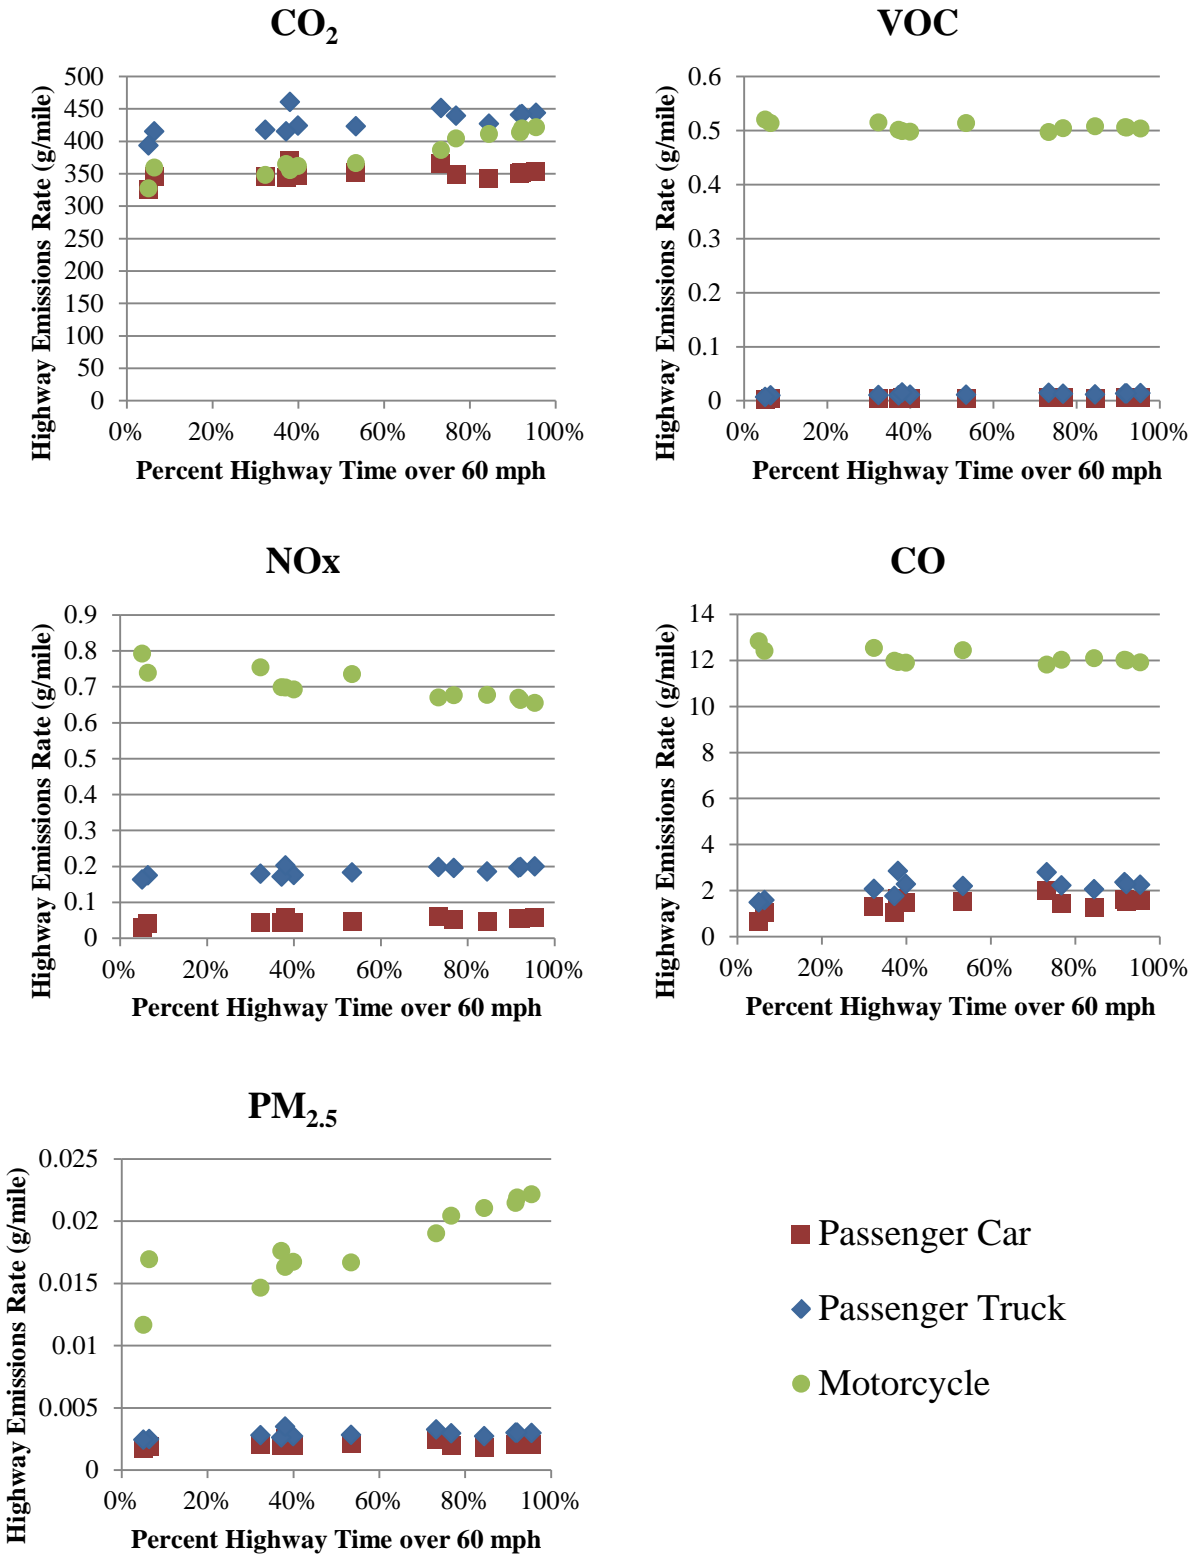 CO2
Highway Emissions Rate (g/mile)
500
450
400
350
300
250
200
150
100
50
0
0% 20% 40% 60% 80% 100%
Percent Highway Time over 60 mph
VOC
Highway Emissions Rate (g/mile)
0.6
0.5
0.4
0.3
0.2
0.1
0
0% 20% 40% 60% 80% 100%
Percent Highway Time over 60 mph
NOx
Highway Emissions Rate (g/mile)
0.9
0.8
0.7
0.6
0.5
0.4
0.3
0.2
0.1
0
0% 20% 40% 60% 80% 100%
Percent Highway Time over 60 mph
CO
Highway Emissions Rate (g/mile)
14
12
10
8
6
4
2
0
0% 20% 40% 60% 80% 100%
Percent Highway Time over 60 mph
PM2.5
Highway Emissions Rate (g/mile)
0.025
0.02
0.015
0.01
0.005
0
0% 20% 40% 60% 80% 100%
Percent Highway Time over 60 mph
Passenger Car
Passenger Truck
Motorcycle